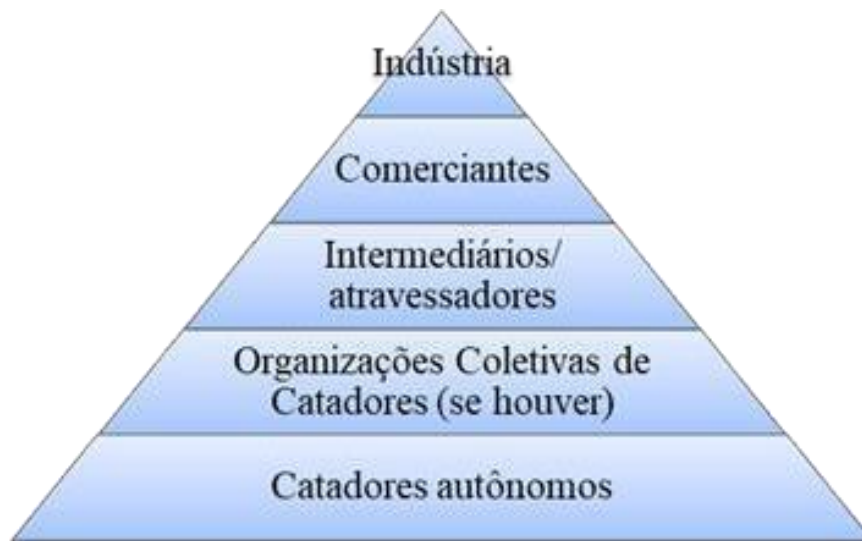 Indústria
Comerciantes
Intermediários/
atravessadores
Organizações Coletivas de
Catadores (se houver)
Catadores autônomos